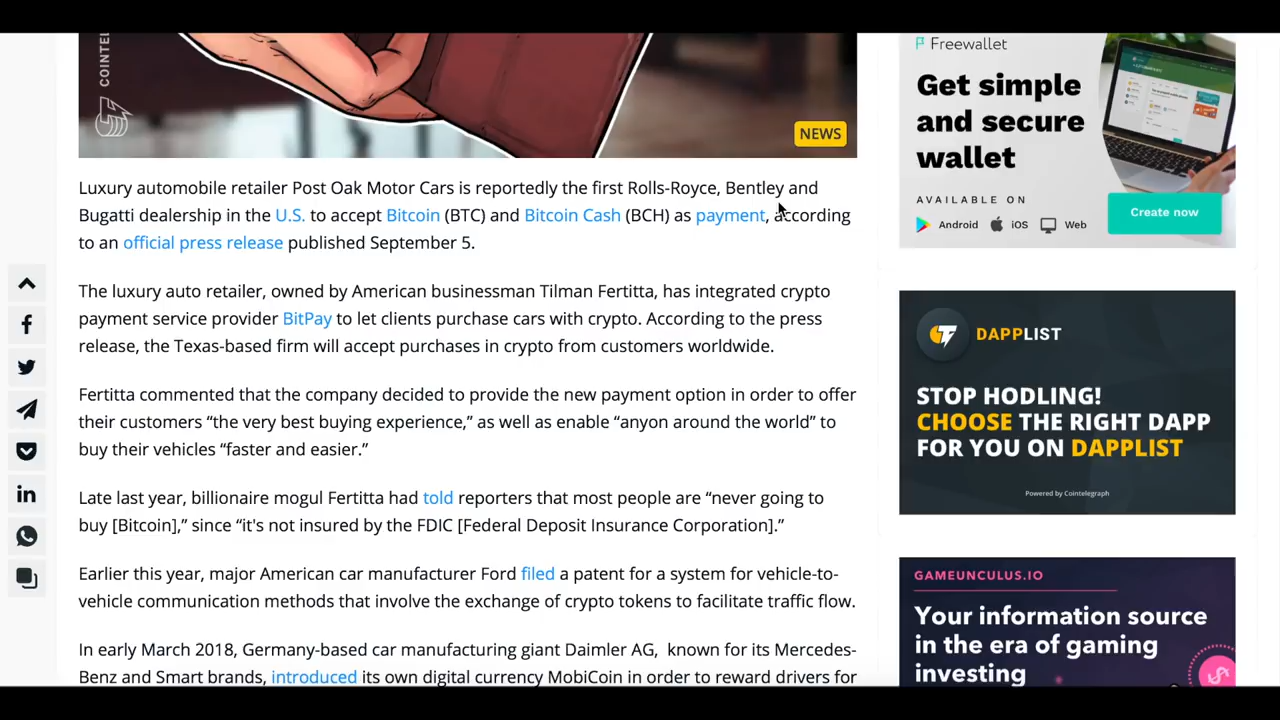 COINTEL
NEWS
Luxury automobile retailer Post Oak Motor Cars is reportedly the first Rolls-Royce, Bentley and
Bugatti dealership in the U.S. to accept Bitcoin (BTC) and Bitcoin Cash (BCH) as payment, according
to an official press release published September 5.
The luxury auto retailer, owned by American businessman Tilman Fertitta, has integrated crypto
payment service provider BitPay to let clients purchase cars with crypto. According to the press
release, the Texas-based firm will accept purchases in crypto from customers worldwide.
Fertitta commented that the company decided to provide the new payment option in order to offer
their customers “the very best buying experience,” as well as enable “anyon around the world” to
buy their vehicles “faster and easier.”
Late last year, billionaire mogul Fertitta had told reporters that most people are “never going to
buy [Bitcoin],” since “it's not insured by the FDIC [Federal Deposit Insurance Corporation].”
Earlier this year, major American car manufacturer Ford filed a patent for a system for vehicle-to-
vehicle communication methods that involve the exchange of crypto tokens to facilitate traffic flow.
In early March 2018, Germany-based car manufacturing giant Daimler AG, known for its Mercedes-
Benz and Smart brands, introduced its own digital currency MobiCoin in order to reward drivers for
Freewallet
Get simple
and secure
wallet
AVAILABLE ON
Android iOS Web
Create now
DAPPLIST
STOP HODLING!
CHOOSE THE RIGHT DAPP
FOR YOU ON DAPPLIST
Powered by Cointelegraph
GAMEUNCULUS.IO
Your information source
in the era of gaming
investing